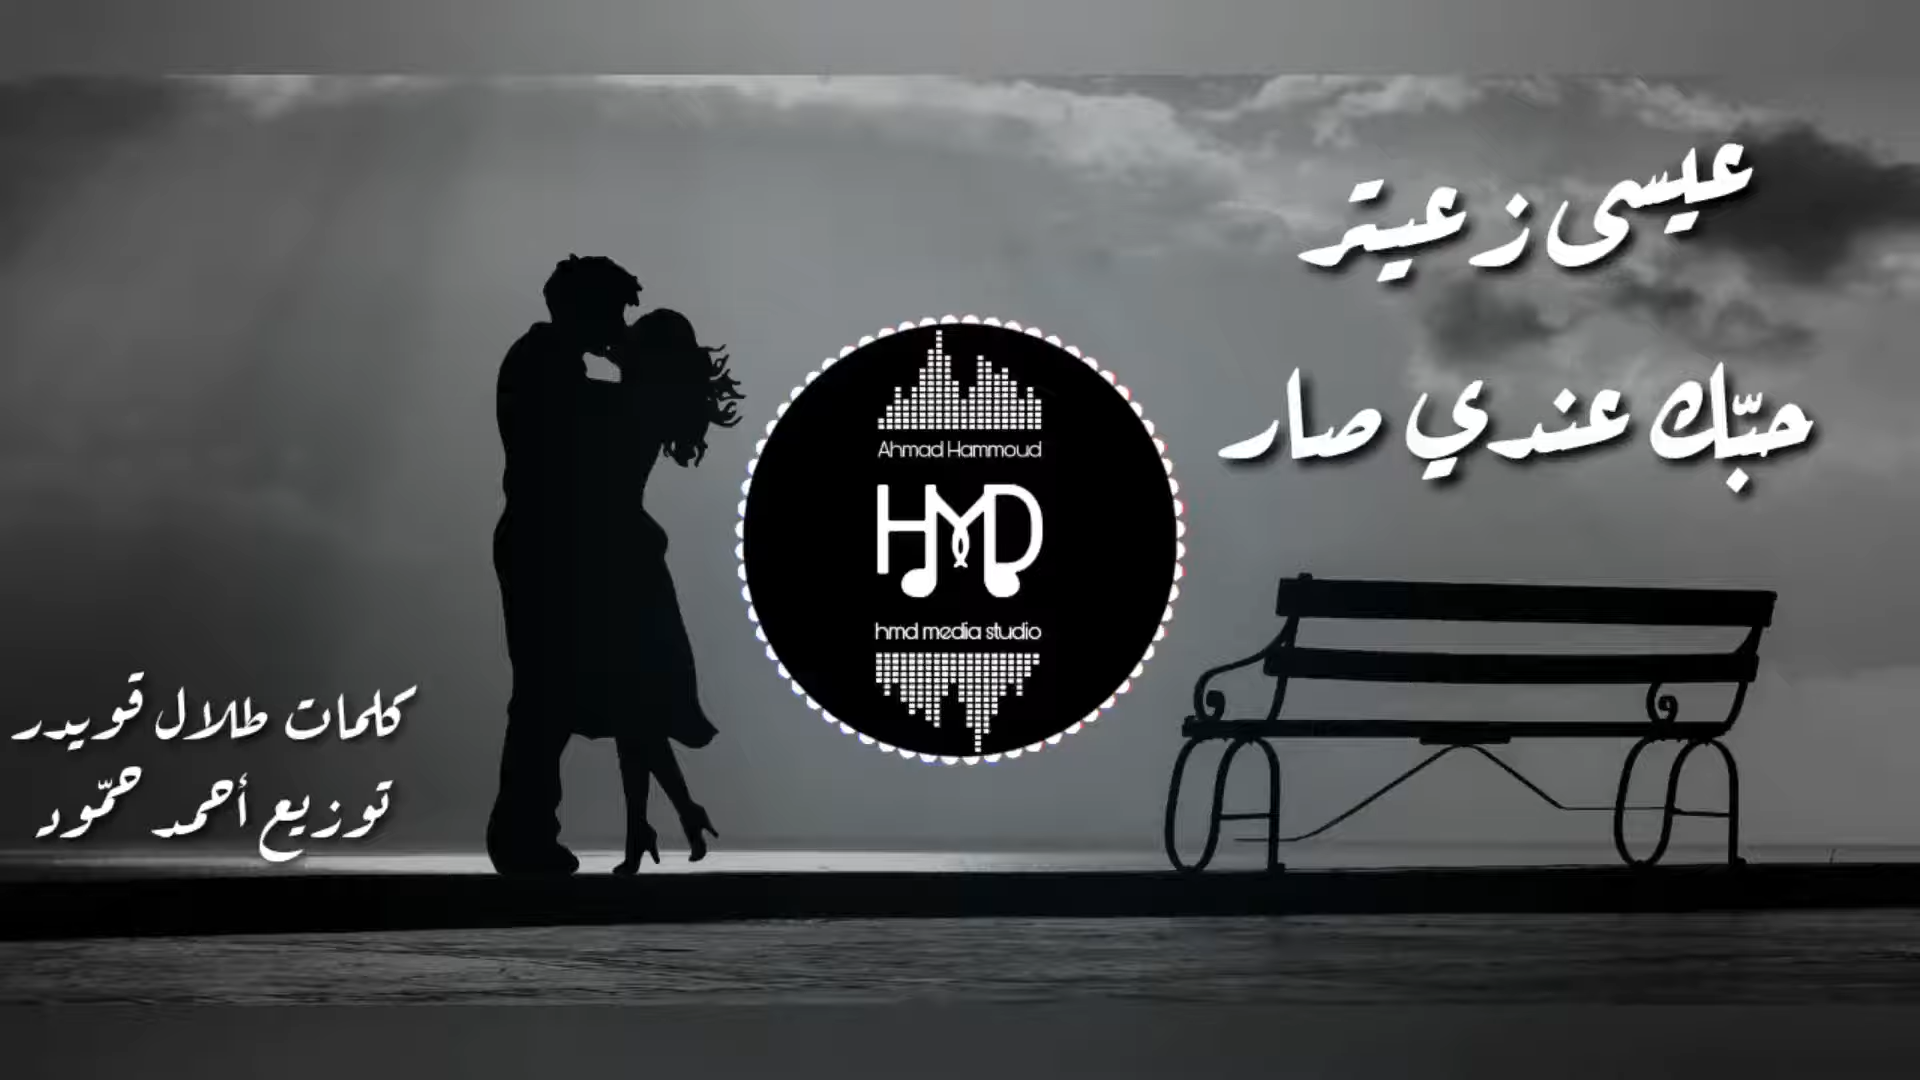 عيسى زعيتر
حبّك عندي صار
Ahmad Hammoud
HMD
hmd media studio
كلمات طلال قويدر
توزيع أحمد حمّود